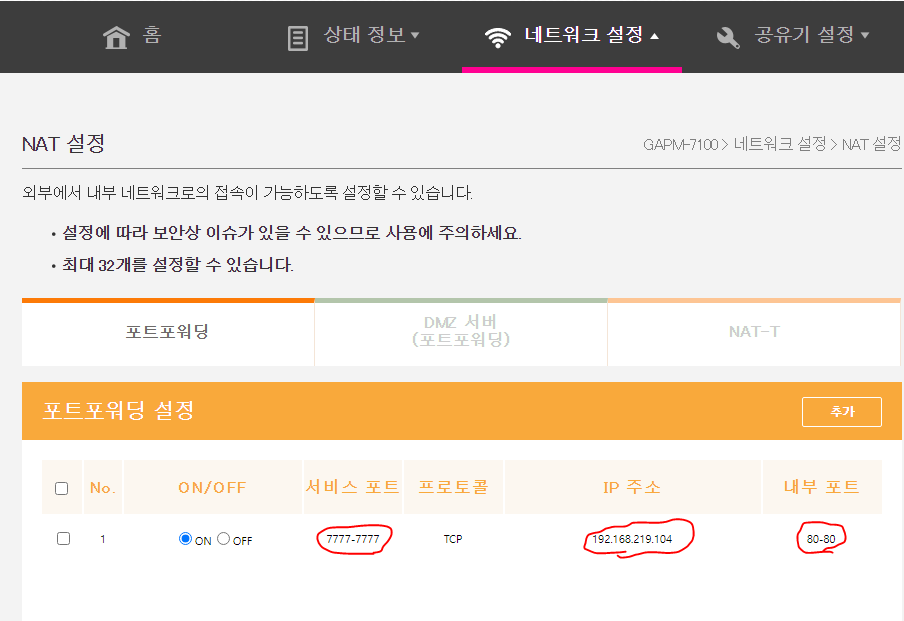 홈 상태 정보 ▾ 네트워크 설정 ▴ 공유기 설정 ▾
NAT 설정
GAPM-7100 > 네트워크 설정 > NAT 설정
외부에서 내부 네트워크로의 접속이 가능하도록 설정할 수 있습니다.
• 설정에 따라 보안상 이슈가 있을 수 있으므로 사용에 주의하세요.
• 최대 32개를 설정할 수 있습니다.
포트포워딩
DMZ 서버
(포트포워딩)
NAT-T
포트포워딩 설정 추가
No. ON/OFF 서비스 포트 프로토콜 IP 주소 내부 포트
1 ON OFF 7777-7777 TCP 192.168.219.104 80-80